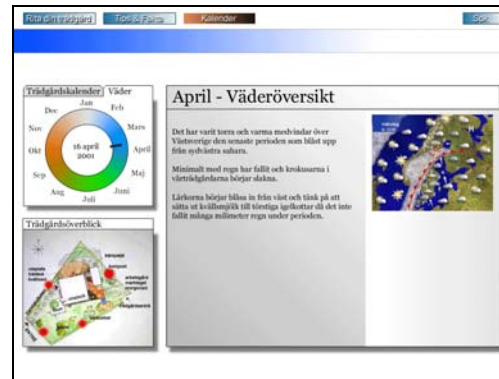 Rita din trädgård
Tips & Fakta
Kalender
Sök
Trädgårdskalender
Väder
Jan
Feb
Mars
April
Maj
Juni
Juli
Aug
Sep
Okt
Nov
Dec
16 april
2001
April - Väderöversikt
Det har varit torra och varma medvindar över
Västsverige den senaste perioden som blåst upp
från sydvästra sahara.
Minimalt med regn har fallit och krokusarna i
vårträdgårdarna börjar slakna.
Lärkorna börjar blåsa in från väst och tänk på att
sätta ut kvällsmjölk till törstiga igelkottar då det inte
fallit många milimeter regn under perioden.
Trädgårdsöverblick
kompost